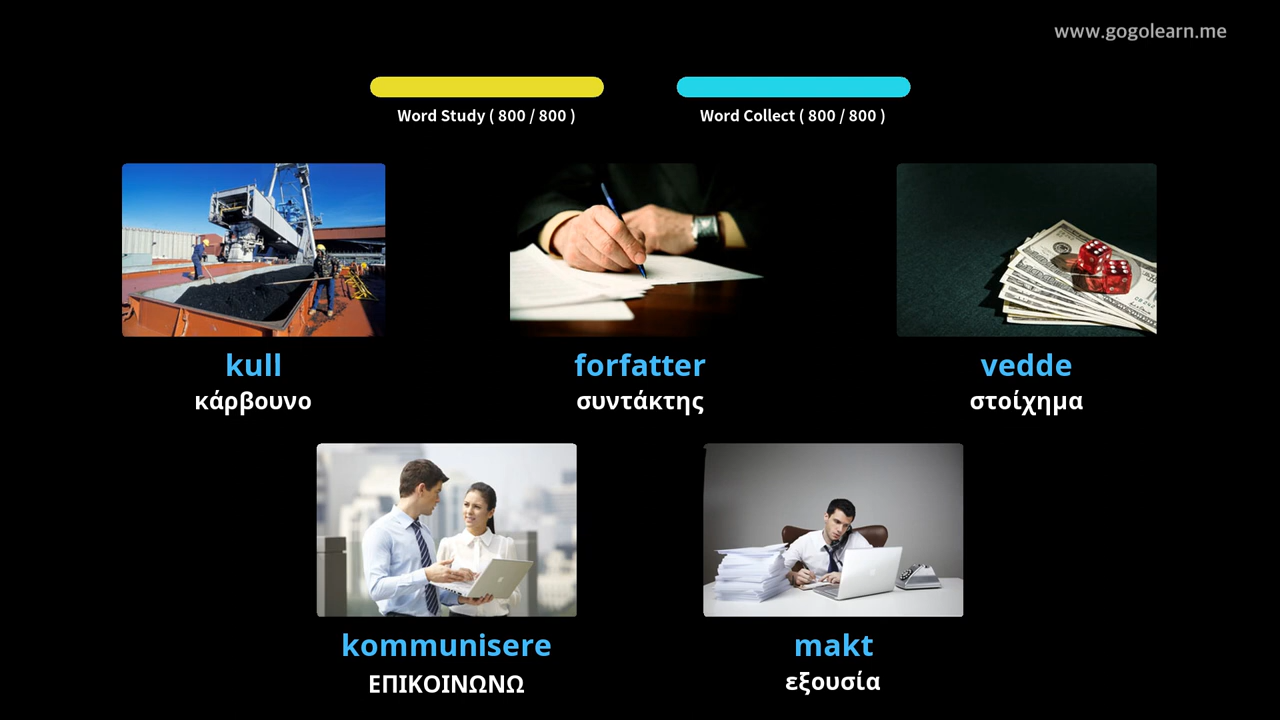 www.gogolearn.me
Word Study ( 800 / 800 )
Word Collect ( 800 / 800 )
kull
κάρβουνο
forfatter
συντάκτης
vedde
στοίχημα
kommunisere
ΕΠΙΚΟΙΝΩΝΩ
makt
εξουσία